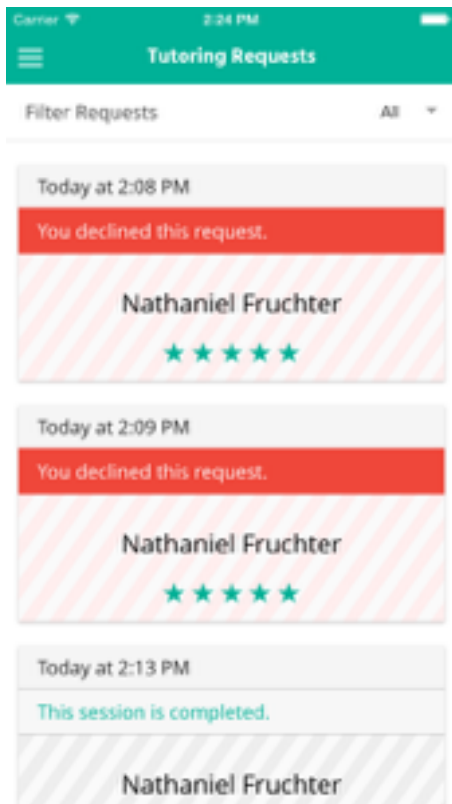 Carrier 2:24 PM
Tutoring Requests
Filter Requests All
Today at 2:08 PM
You declined this request.
Nathaniel Fruchter
Today at 2:09 PM
You declined this request.
Nathaniel Fruchter
Today at 2:13 PM
This session is completed.
Nathaniel Fruchter